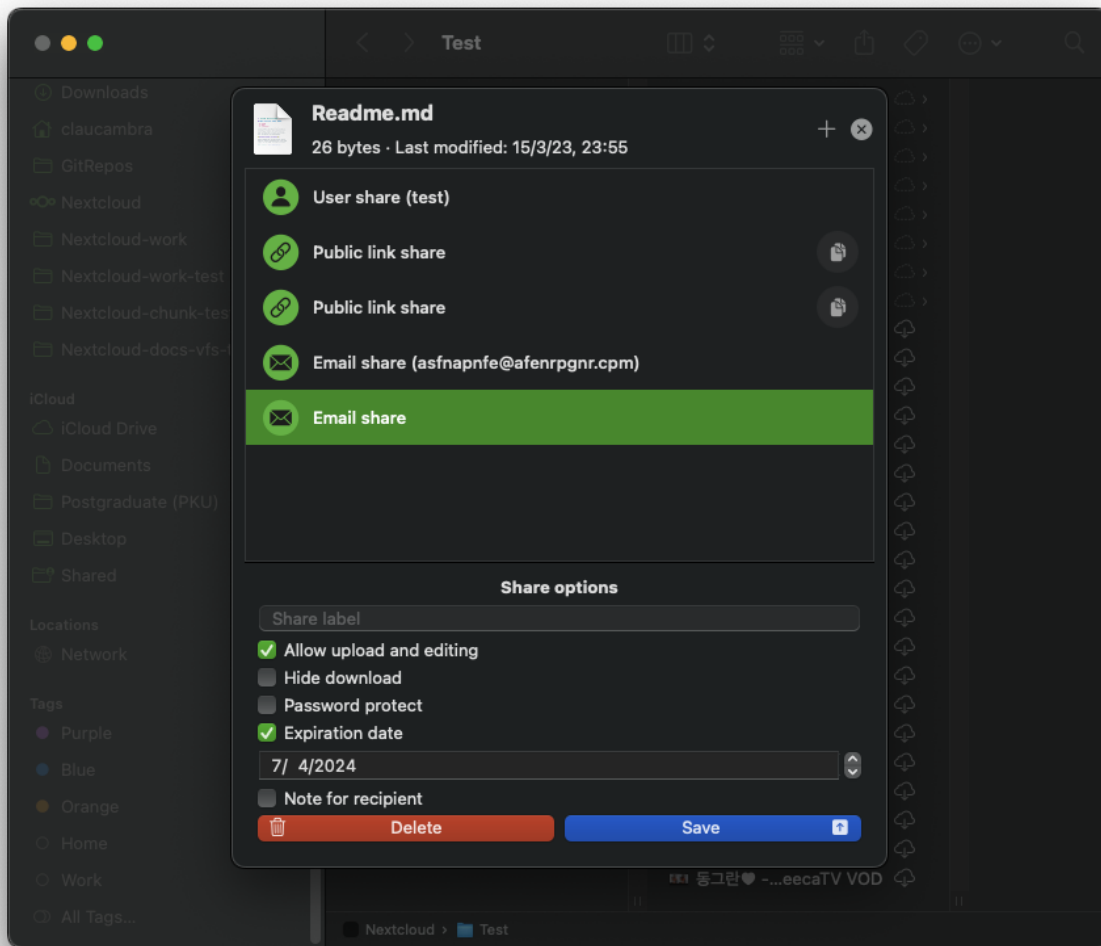 Test
Downloads
claucambra
GitRepos
Nextcloud
Nextcloud-work
Nextcloud-work-test
Nextcloud-chunk-tes
Nextcloud-docs-vfs-
iCloud
iCloud Drive
Documents
Postgraduate (PKU)
Desktop
Shared
Locations
Network
Tags
Purple
Blue
Orange
Home
Work
All Tags...
Readme.md
26 bytes · Last modified: 15/3/23, 23:55
User share (test)
Public link share
Public link share
Email share (asfnapnfe@afenrpgnr.cpm)
Email share
Share options
Share label
Allow upload and editing
Hide download
Password protect
Expiration date
7/ 4/2024
Note for recipient
Delete
Save
동그란♥ -...eecaTV VOD
Nextcloud › Test